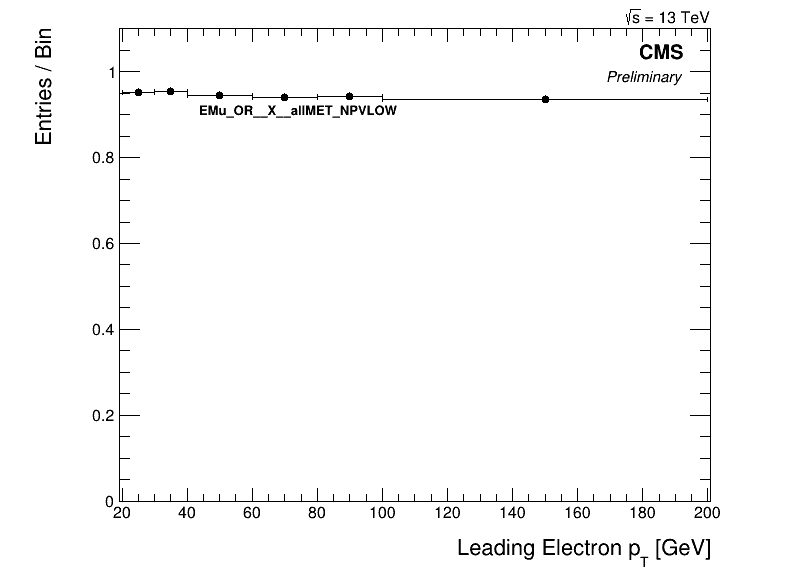 √s = 13 TeV
CMS
Preliminary
Entries / Bin
1
0.8
0.6
0.4
0.2
0
EMu_OR__X__allMET_NPVLOW
20 40 60 80 100 120 140 160 180 200
Leading Electron p_T [GeV]